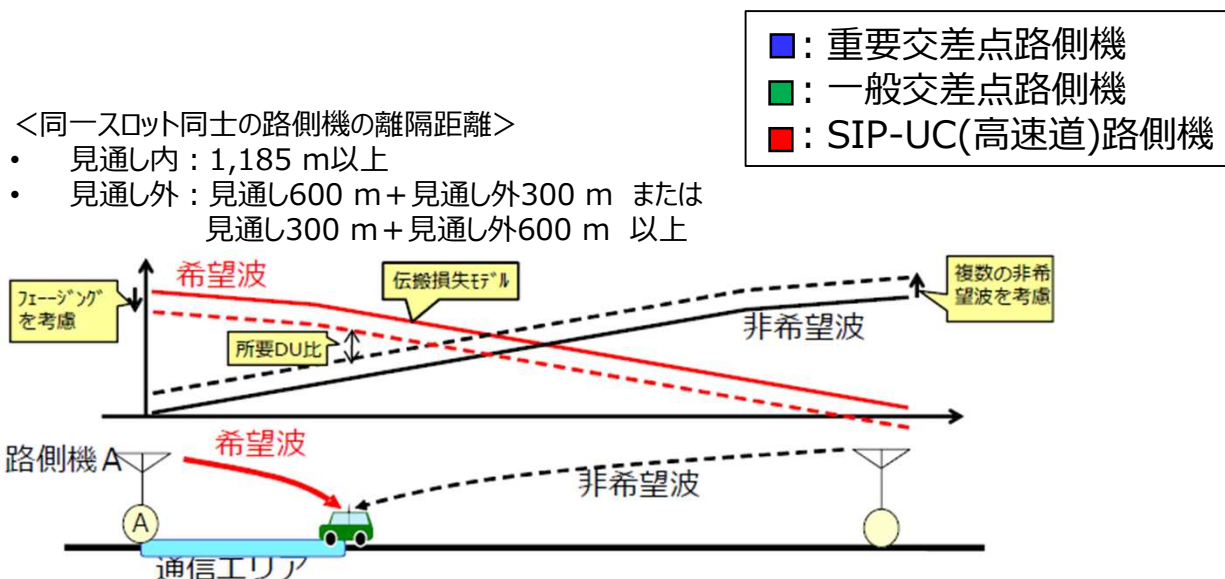 ■：重要交差点路側機
■：一般交差点路側機
■：SIP-UC(高速道)路側機
＜同一スロット同士の路側機の離隔距離＞
• 見通し内：1,185 m以上
• 見通し外：見通し600 m＋見通し外300 m または
見通し300 m＋見通し外600 m 以上
フェージング
を考慮
希望波
伝搬損失モデル
複数の非希
望波を考慮
所要DU比
非希望波
路側機A
希望波
非希望波
A
通信エリア